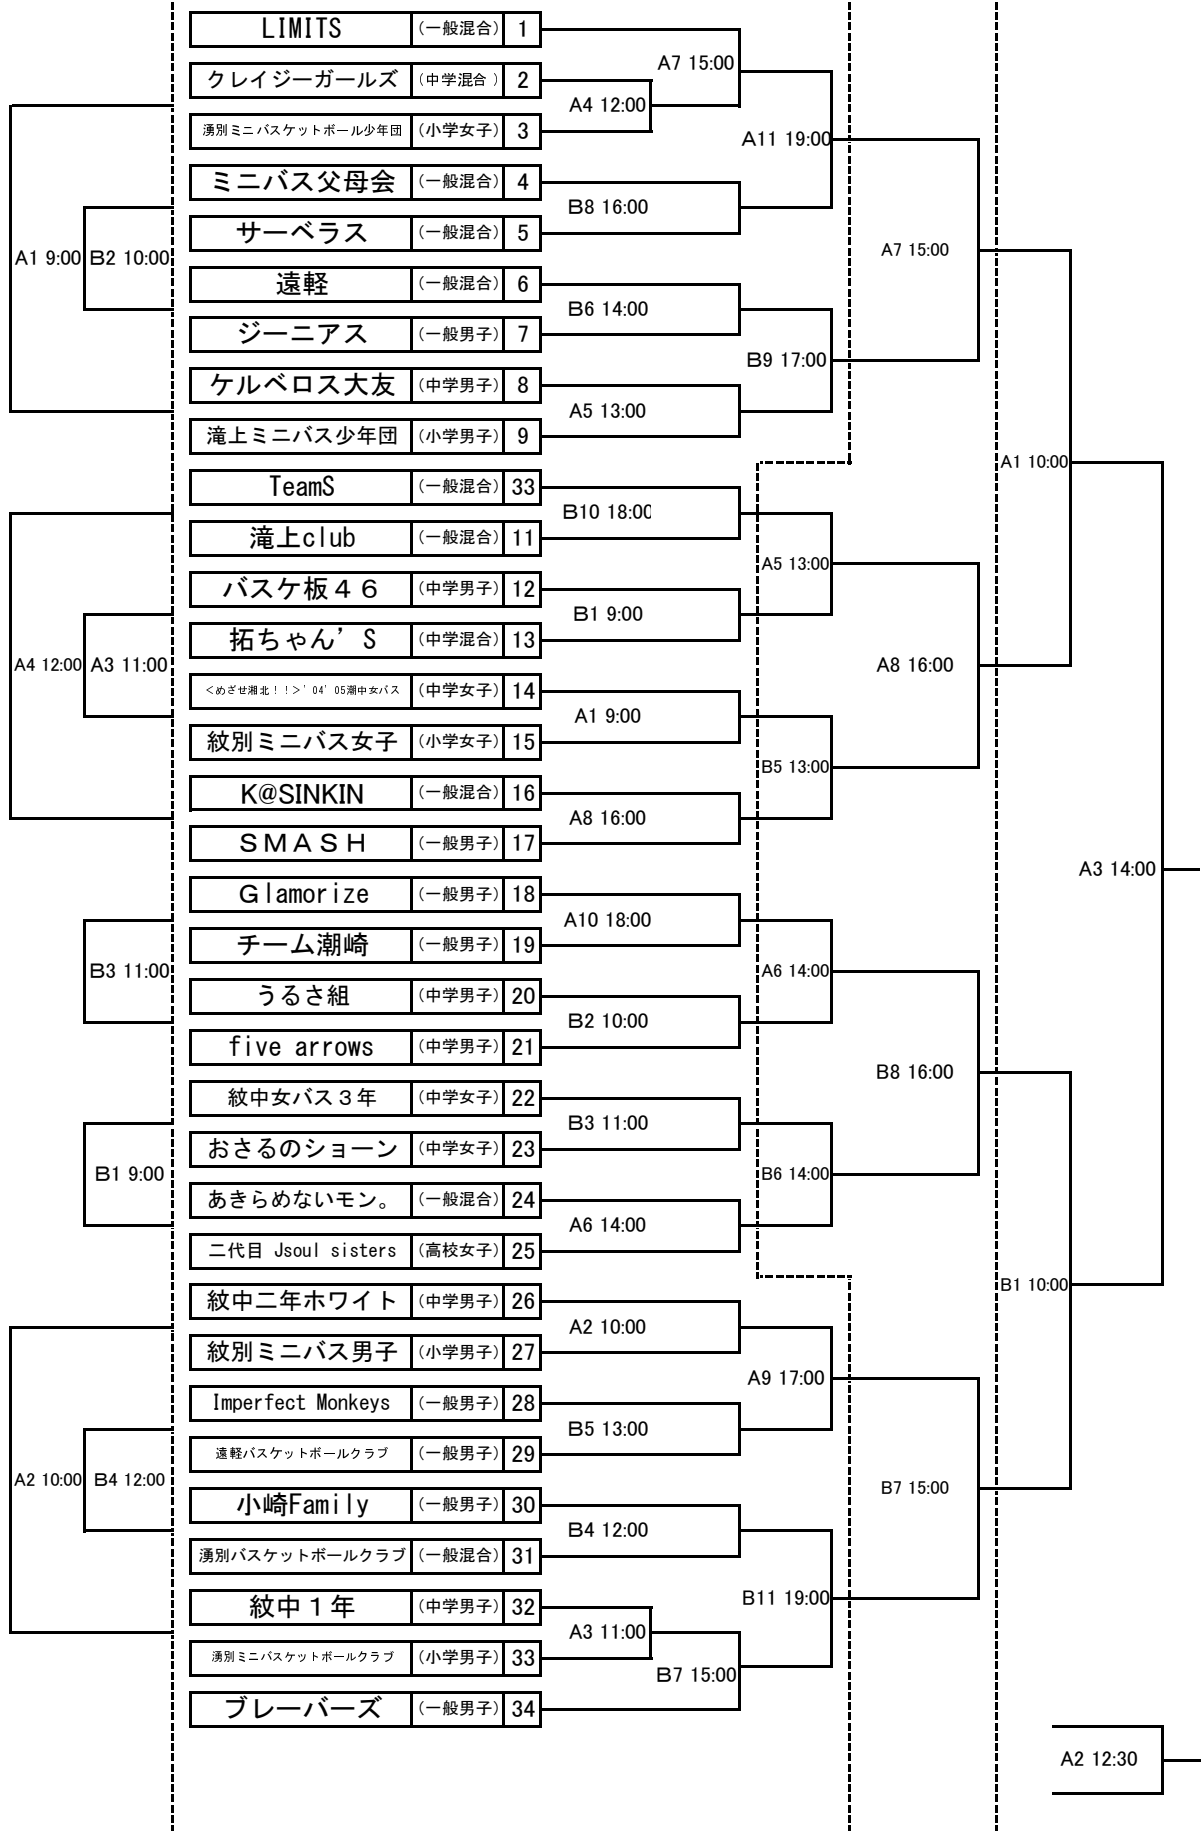 LIMITS (一般混合) 1
A7 15:00
クレイジーガールズ (中学混合) 2
A4 12:00
湧別ミニバスケットボール少年団 (小学女子) 3
A11 19:00
ミニバス父母会 (一般混合) 4
B8 16:00
サーベラス (一般混合) 5
A1 9:00 B2 10:00
A7 15:00
遠軽 (一般混合) 6
B6 14:00
ジーニアス (一般男子) 7
B9 17:00
ケルベロス大友 (中学男子) 8
A5 13:00
滝上ミニバス少年団 (小学男子) 9
A1 10:00
TeamS (一般混合) 33
B10 18:00
滝上club (一般混合) 11
A5 13:00
バスケ板46 (中学男子) 12
B1 9:00
拓ちゃん’S (中学混合) 13
A4 12:00 A3 11:00
A8 16:00
<めざせ湘北!!>'04'05潮中女バス (中学女子) 14
A1 9:00
紋別ミニバス女子 (小学女子) 15
B5 13:00
K@SINKIN (一般混合) 16
A8 16:00
SMASH (一般男子) 17
A3 14:00
Glamorize (一般男子) 18
A10 18:00
チーム潮崎 (一般男子) 19
B3 11:00
A6 14:00
うるさ組 (中学男子) 20
B2 10:00
five arrows (中学男子) 21
B8 16:00
紋中女バス3年 (中学女子) 22
B3 11:00
おさるのショーン (中学女子) 23
B1 9:00
B6 14:00
あきらめないモン。 (一般混合) 24
A6 14:00
二代目 Jsoul sisters (高校女子) 25
B1 10:00
紋中二年ホワイト (中学男子) 26
A2 10:00
紋別ミニバス男子 (小学男子) 27
A9 17:00
Imperfect Monkeys (一般男子) 28
B5 13:00
遠軽バスケットボールクラブ (一般男子) 29
A2 10:00 B4 12:00
B7 15:00
小崎Family (一般男子) 30
B4 12:00
湧別バスケットボールクラブ (一般混合) 31
B11 19:00
紋中1年 (中学男子) 32
A3 11:00
湧別ミニバスケットボールクラブ (小学男子) 33
B7 15:00
ブレーバーズ (一般男子) 34
A2 12:30